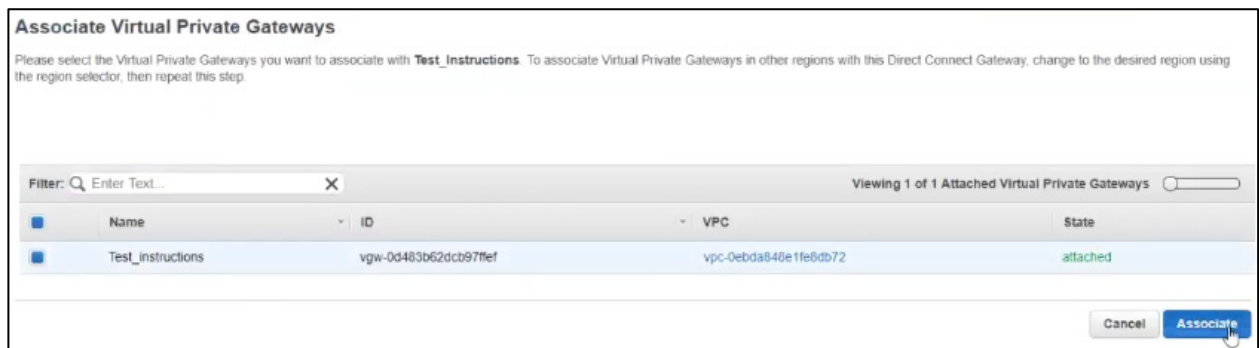 Associate Virtual Private Gateways
Please select the Virtual Private Gateways you want to associate with Test_Instructions. To associate Virtual Private Gateways in other regions with this Direct Connect Gateway, change to the desired region using
the region selector, then repeat this step.
Filter: Enter Text... Viewing 1 of 1 Attached Virtual Private Gateways
Name ID VPC State
Test_instructions vgw-0d483b62dcb97ffef vpc-0ebda848e1fe8db72 attached
Cancel Associate